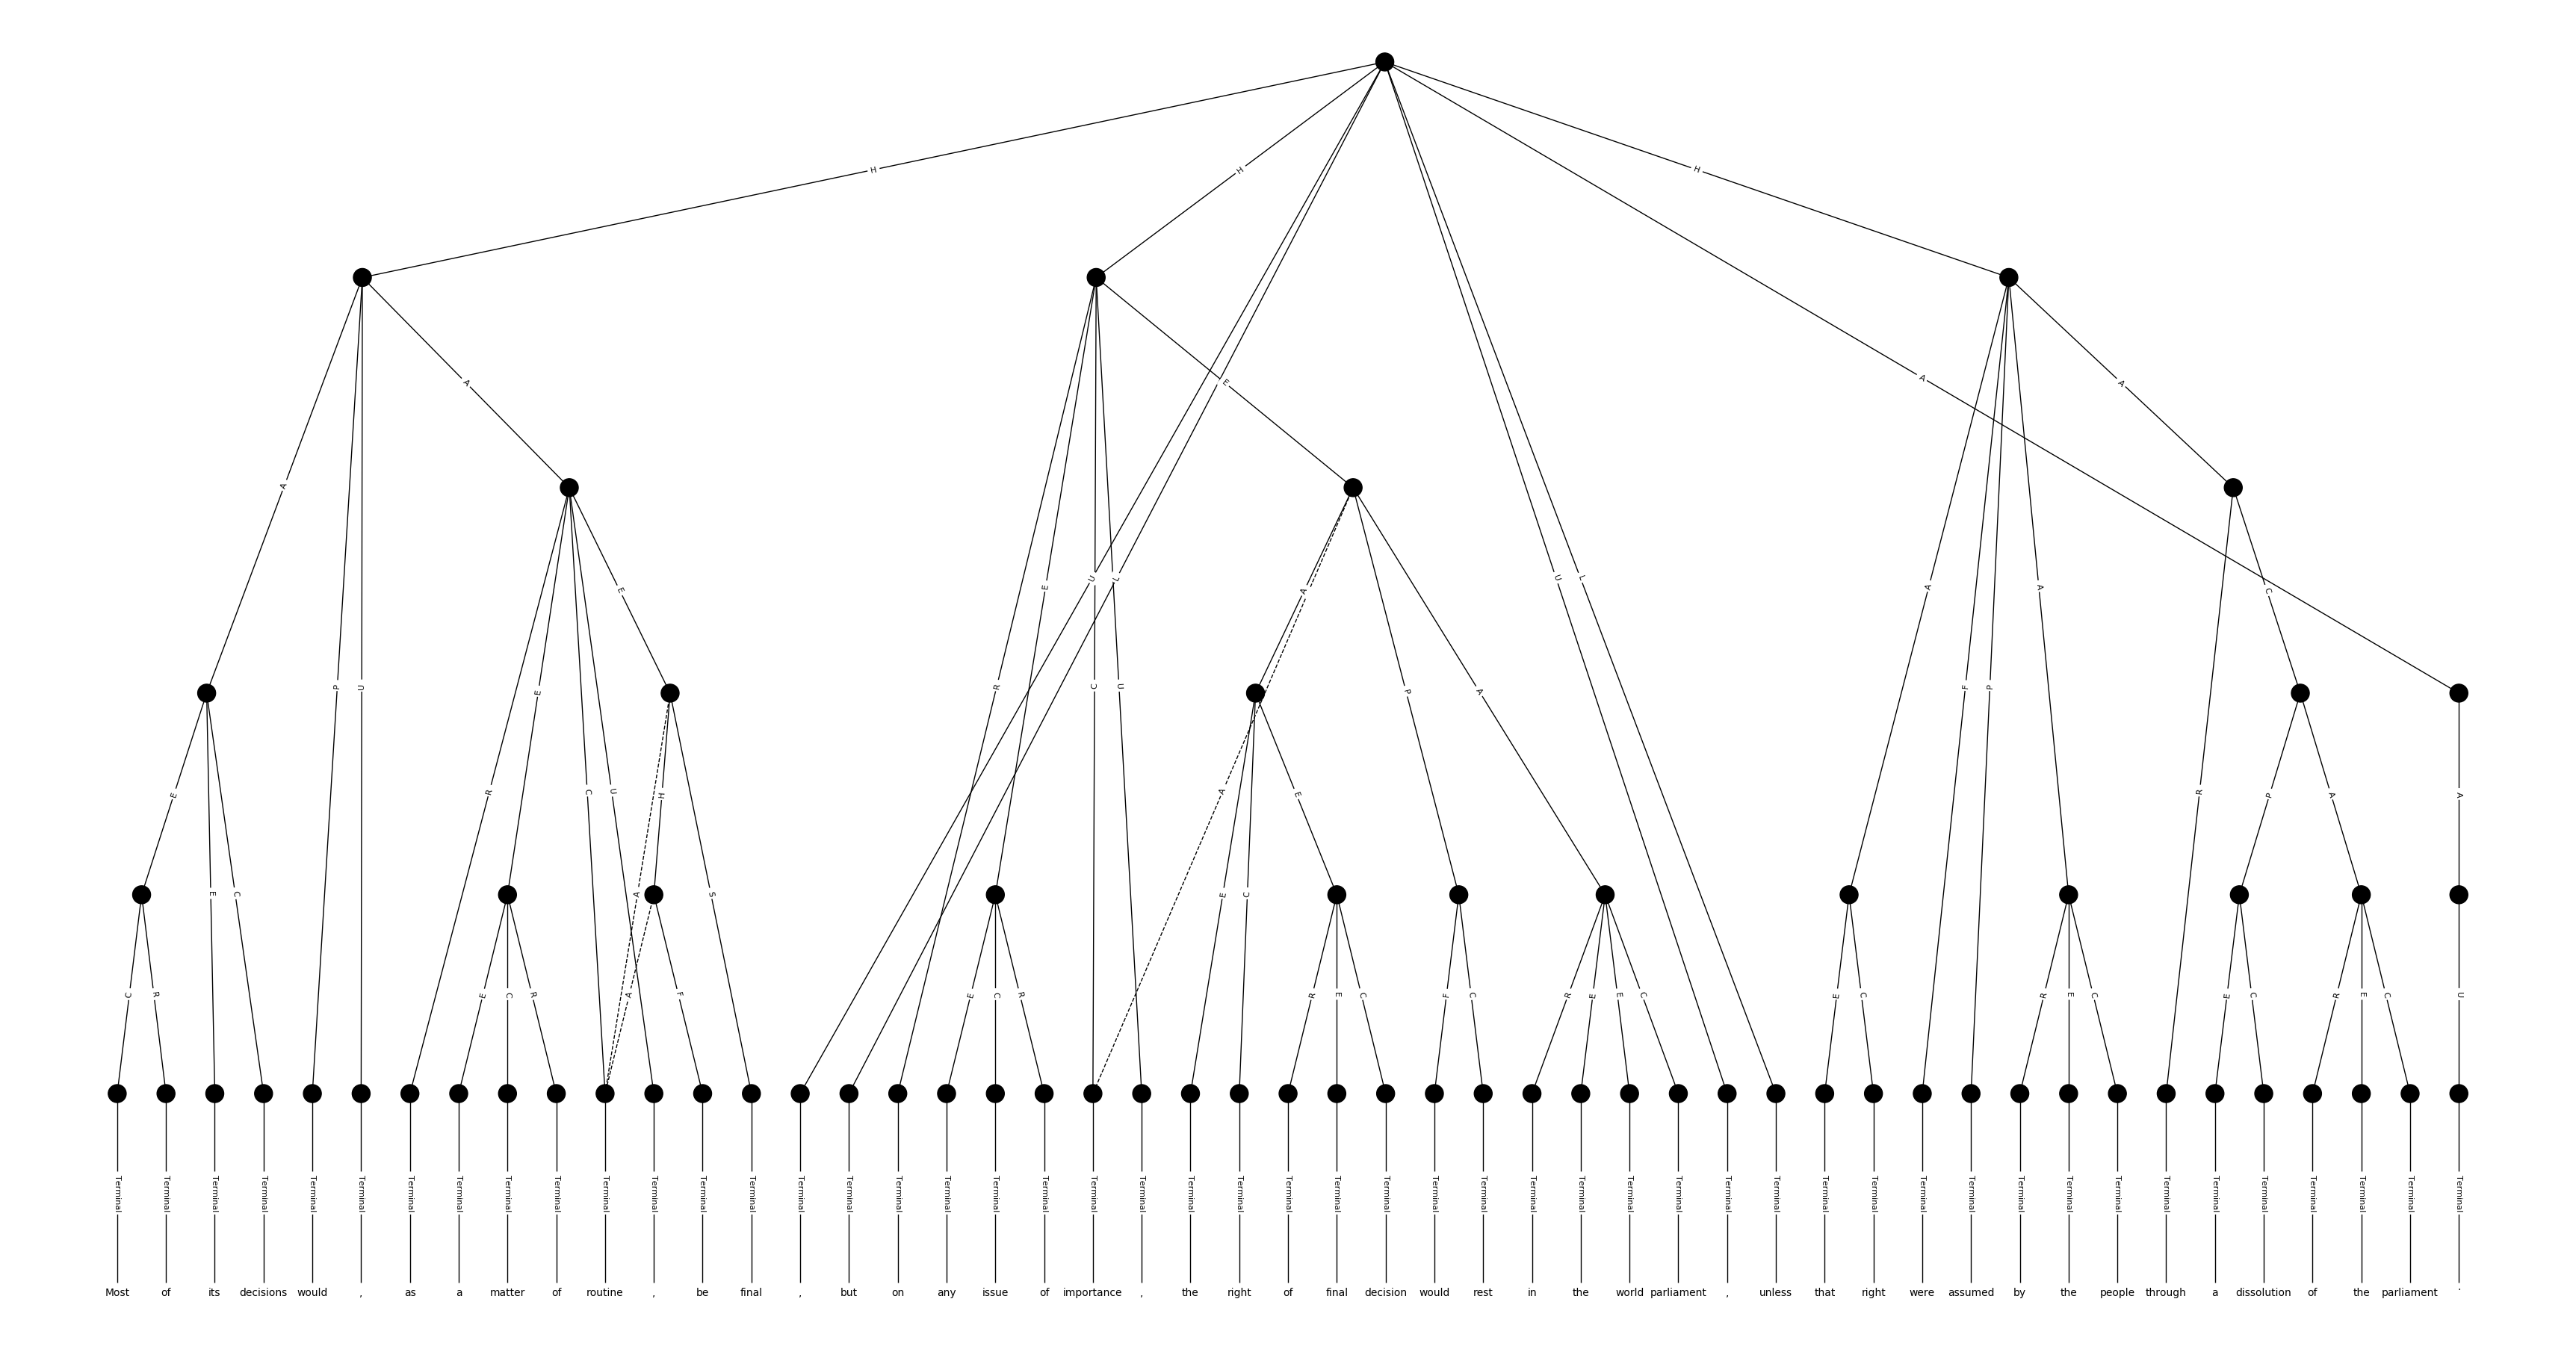 H H H
A A E A A
A U L U L A A F P A
P U E E R C U A P A R C
E E C R E C U A H S A E C E P A A
C R E C R A F E C R R E C F C R E E C E C R E C E C R E C U
Terminal Terminal Terminal Terminal Terminal Terminal Terminal Terminal Terminal Terminal Terminal Terminal Terminal Terminal Terminal Terminal Terminal Terminal Terminal Terminal Terminal Terminal Terminal Terminal Terminal Terminal Terminal Terminal Terminal Terminal Terminal Terminal Terminal Terminal Terminal Terminal Terminal Terminal Terminal Terminal Terminal Terminal Terminal Terminal Terminal Terminal Terminal Terminal Terminal
Most of its decisions would , as a matter of routine , be final , but on any issue of importance , the right of final decision would rest in the world parliament , unless that right were assumed by the people through a dissolution of the parliament .